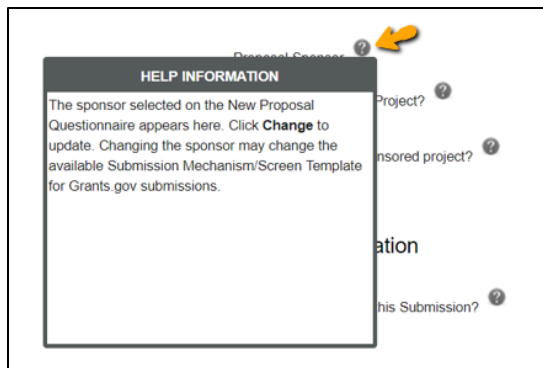 Proposal Sponsor ?
HELP INFORMATION
The sponsor selected on the New Proposal
Questionnaire appears here. Click Change to
update. Changing the sponsor may change the
available Submission Mechanism/Screen Template
for Grants.gov submissions.
Project? ?
nsored project? ?
ation
his Submission? ?